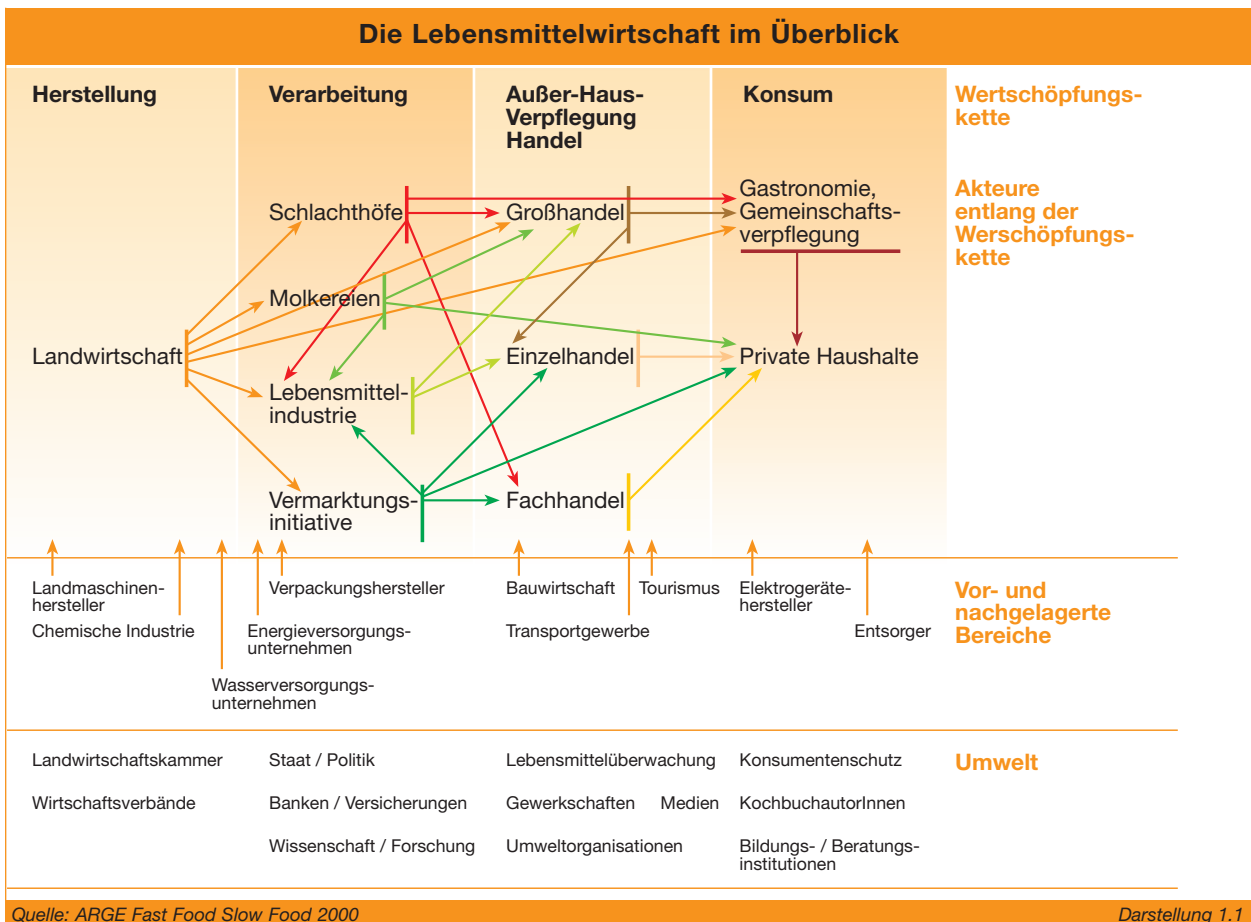 Die Lebensmittelwirtschaft im Überblick
Herstellung
Verarbeitung
Außer-Haus-
Verpflegung
Handel
Konsum
Wertschöpfungs-
kette
Schlachthöfe
Großhandel
Gastronomie,
Gemeinschafts-
verpflegung
Akteure
entlang der
Werschöpfungs-
kette
Molkereien
Landwirtschaft
Einzelhandel
Private Haushalte
Lebensmittel-
industrie
Vermarktungs-
initiative
Fachhandel
Landmaschinen-
hersteller
Chemische Industrie
Verpackungshersteller
Energieversorgungs-
unternehmen
Wasserversorgungs-
unternehmen
Bauwirtschaft
Tourismus
Transportgewerbe
Elektrogeräte-
hersteller
Entsorger
Vor- und
nachgelagerte
Bereiche
Landwirtschaftskammer
Staat / Politik
Lebensmittelüberwachung
Konsumentenschutz
Umwelt
Wirtschaftsverbände
Banken / Versicherungen
Gewerkschaften
Medien
KochbuchautorInnen
Wissenschaft / Forschung
Umweltorganisationen
Bildungs- / Beratungs-
institutionen
Quelle: ARGE Fast Food Slow Food 2000
Darstellung 1.1